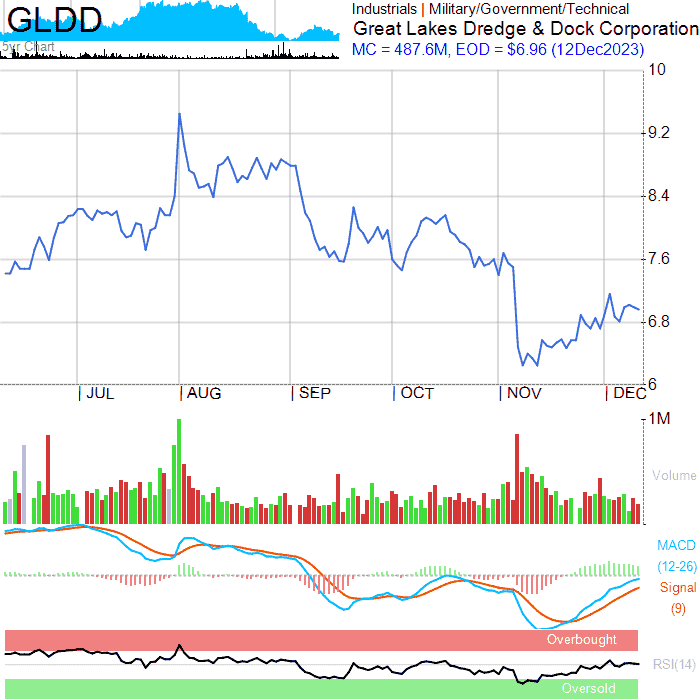 GLDD
5yr Chart
Industrials | Military/Government/Technical
Great Lakes Dredge & Dock Corporation
MC = 487.6M, EOD = $6.96 (12Dec2023)
10
9.2
8.4
7.6
6.8
6
JUL AUG SEP OCT NOV DEC
1M
Volume
MACD
(12-26)
Signal
(9)
Overbought
RSI(14)
Oversold